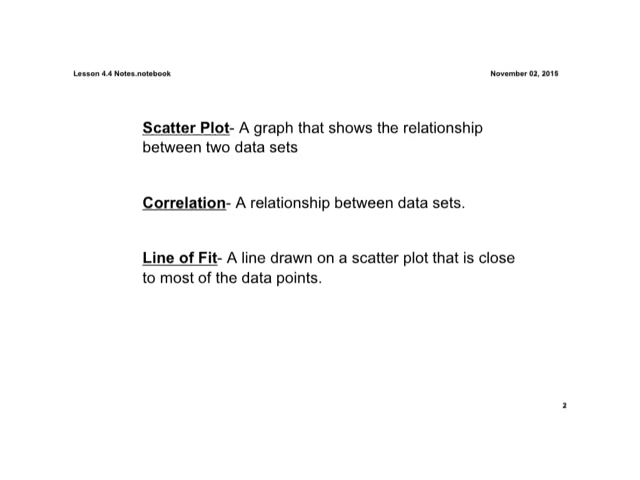 Lesson 4.4 Notes.notebook
November 02, 2015
Scatter Plot- A graph that shows the relationship
between two data sets
Correlation- A relationship between data sets.
Line of Fit- A line drawn on a scatter plot that is close
to most of the data points.
2